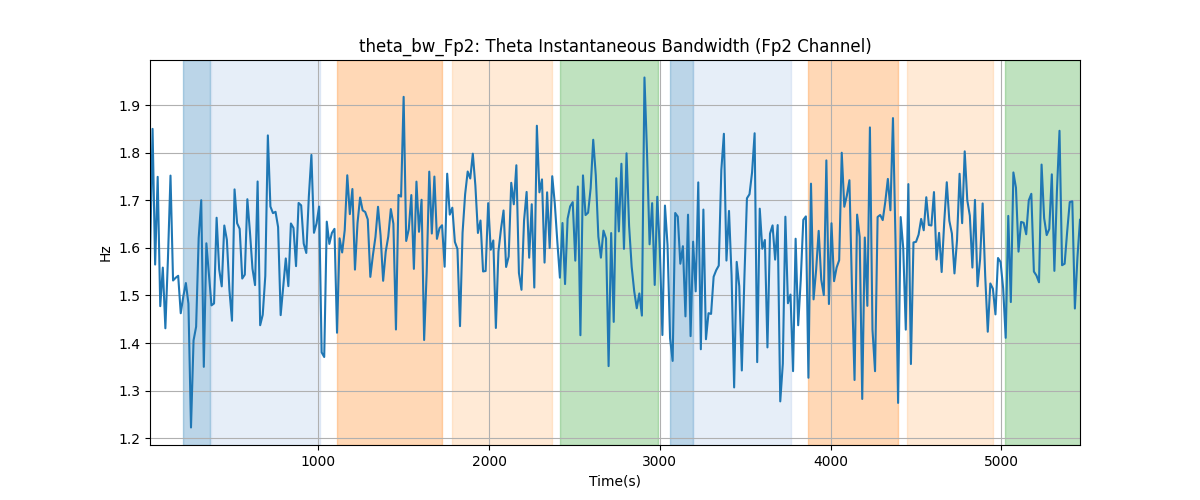 theta_bw_Fp2: Theta Instantaneous Bandwidth (Fp2 Channel)
Hz
1.9
1.8
1.7
1.6
1.5
1.4
1.3
1.2
1000 2000 3000 4000 5000
Time(s)